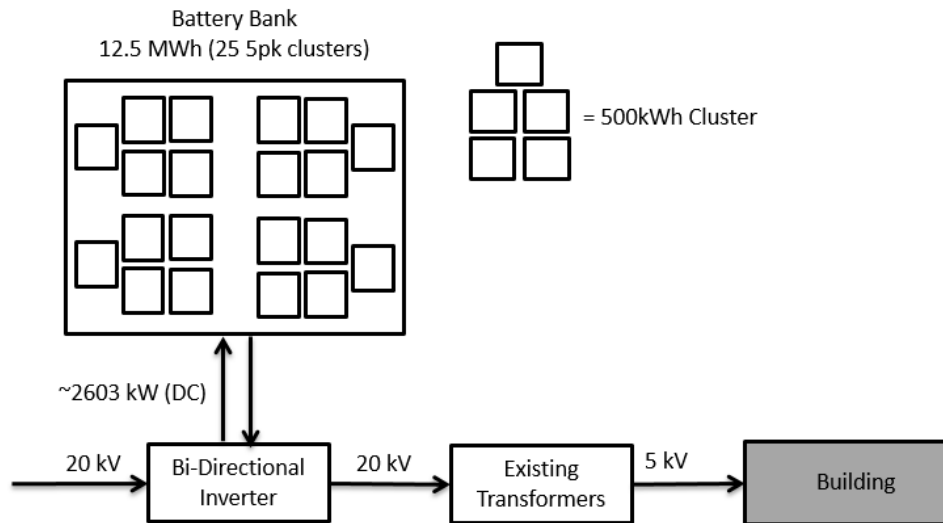 Battery Bank
12.5 MWh (25 5pk clusters)
= 500kWh Cluster
~2603 kW (DC)
20 kV
Bi-Directional
Inverter
20 kV
Existing
Transformers
5 kV
Building